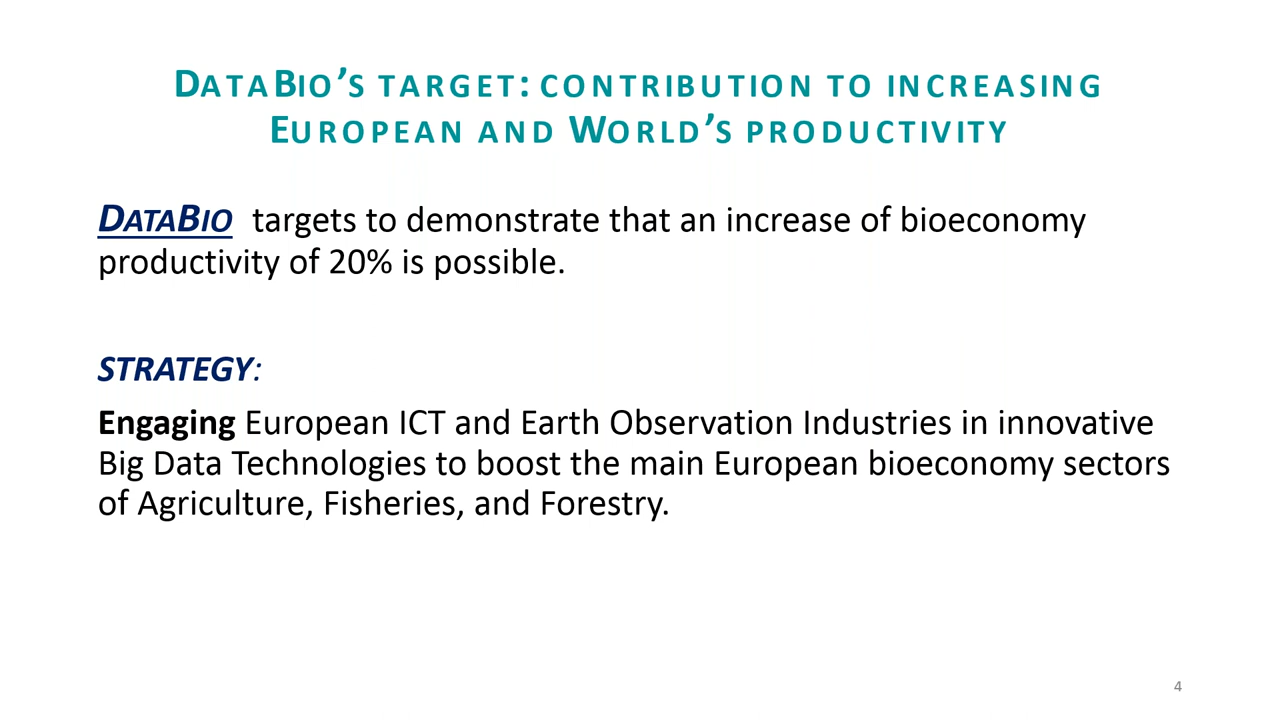 DataBio’s target: contribution to increasing
European and World’s productivity
DataBio targets to demonstrate that an increase of bioeconomy
productivity of 20% is possible.
STRATEGY:
Engaging European ICT and Earth Observation Industries in innovative
Big Data Technologies to boost the main European bioeconomy sectors
of Agriculture, Fisheries, and Forestry.
4